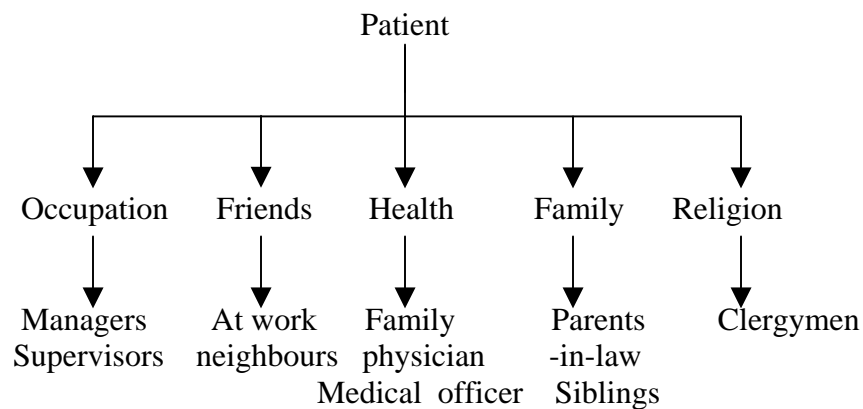 Patient
Occupation Friends Health Family Religion
Managers At work Family Parents Clergymen
Supervisors neighbours physician -in-law
Medical officer Siblings